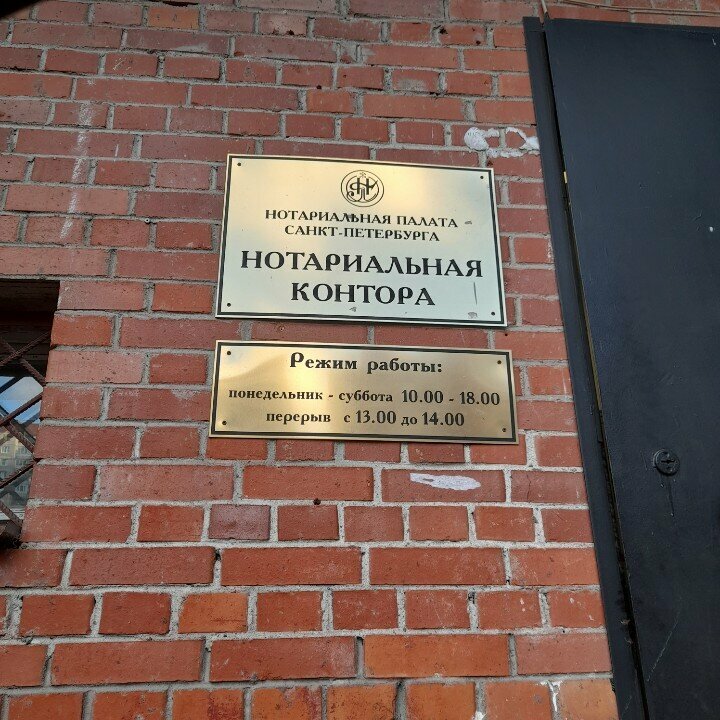 НОТАРИАЛЬНАЯ ПАЛАТА
САНКТ-ПЕТЕРБУРГА
НОТАРИАЛЬНАЯ
КОНТОРА
Режим работы:
понедельник - суббота 10.00 - 18.00
перерыв с 13.00 до 14.00